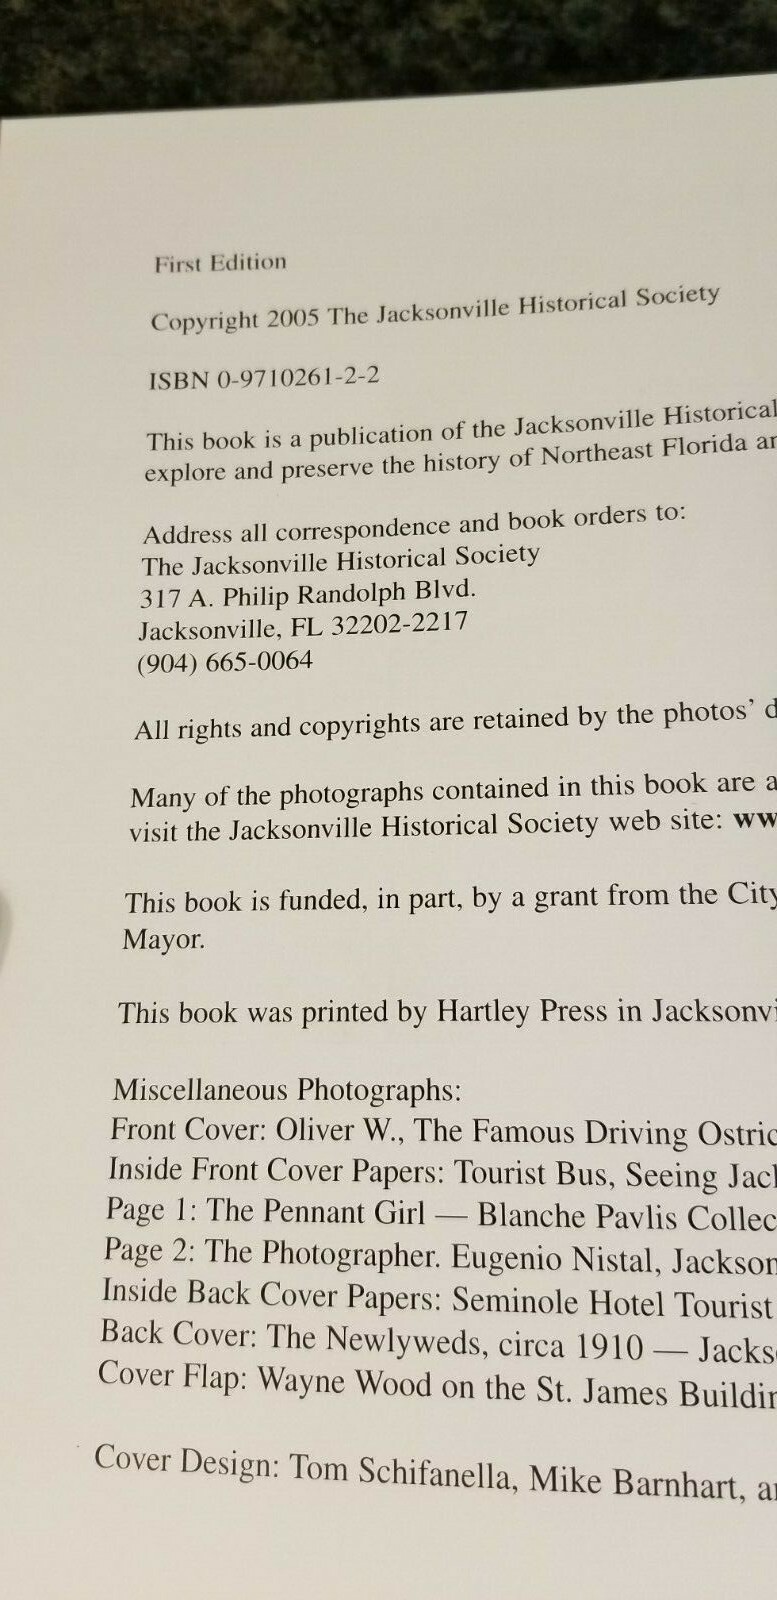 First Edition
Copyright 2005 The Jacksonville Historical Society
ISBN 0-9710261-2-2
This book is a publication of the Jacksonville Historical
explore and preserve the history of Northeast Florida
Address all correspondence and book orders to:
The Jacksonville Historical Society
317 A. Philip Randolph Blvd.
Jacksonville, FL 32202-2217
(904) 665-0064
All rights and copyrights are retained by the photos'
Many of the photographs contained in this book are
visit the Jacksonville Historical Society web site:
This book is funded, in part, by a grant from the City
Mayor.
This book was printed by Hartley Press in
Miscellaneous Photographs:
Front Cover: Oliver W., The Famous Driving
Inside Front Cover Papers: Tourist Bus, Seeing
Page 1: The Pennant Girl — Blanche Pavlis
Page 2: The Photographer. Eugenio Nistal,
Inside Back Cover Papers: Seminole Hotel Tourist
Back Cover: The Newlyweds, circa 1910 —
Cover Flap: Wayne Wood on the St. James
Cover Design: Tom Schifanella, Mike Barnhart,